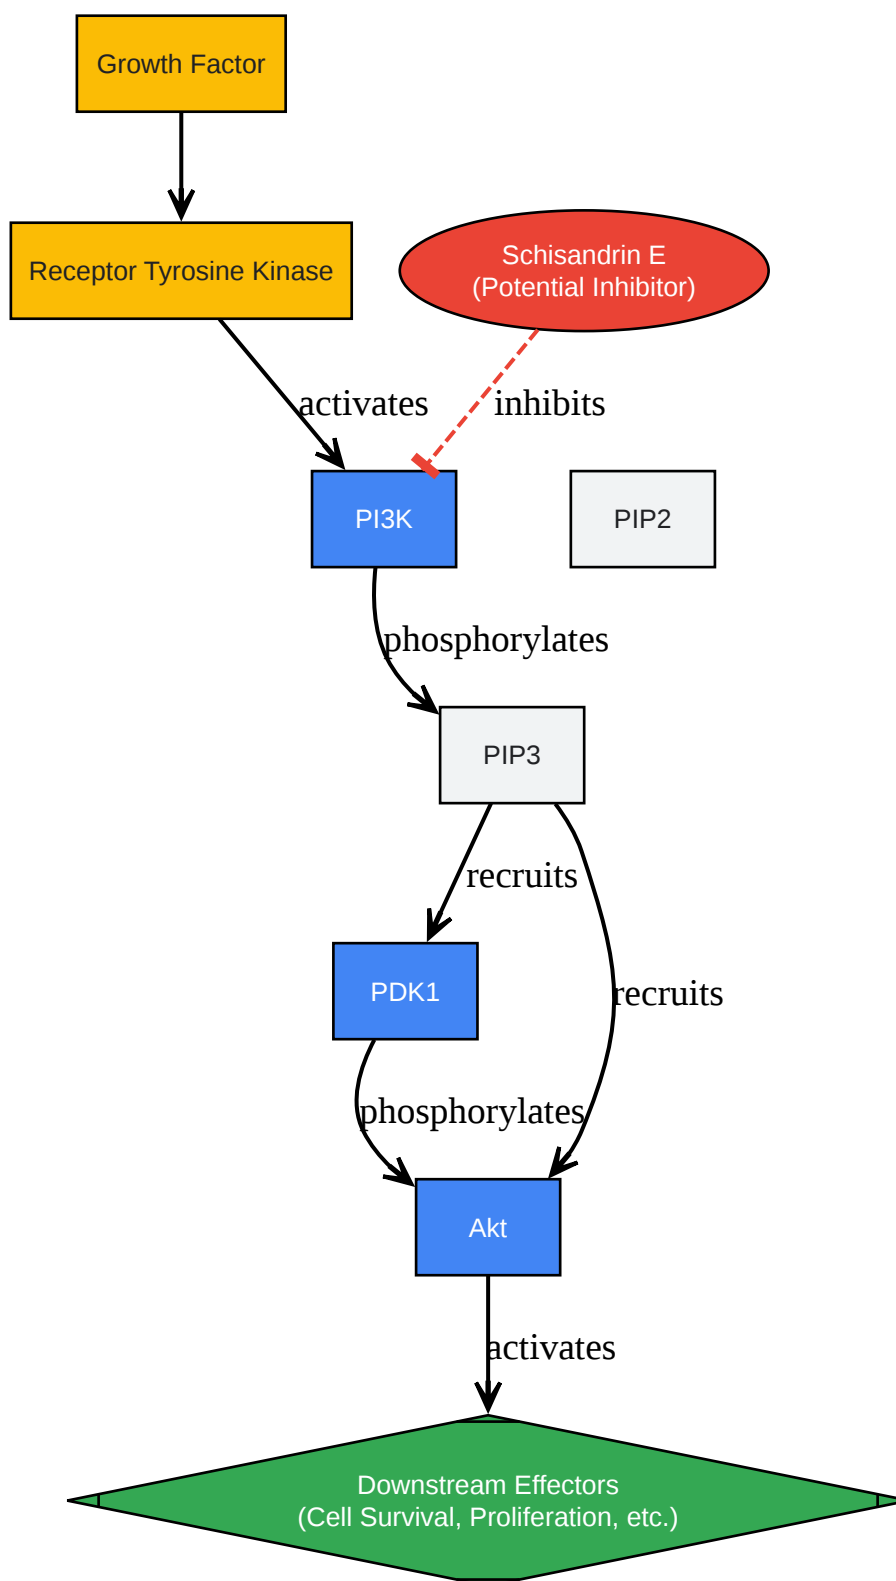 Growth Factor
Receptor Tyrosine Kinase
Schisandrin E
(Potential Inhibitor)
activates
inhibits
PI3K
PIP2
phosphorylates
PIP3
recruits
PDK1
recruits
phosphorylates
Akt
activates
Downstream Effectors
(Cell Survival, Proliferation, etc.)